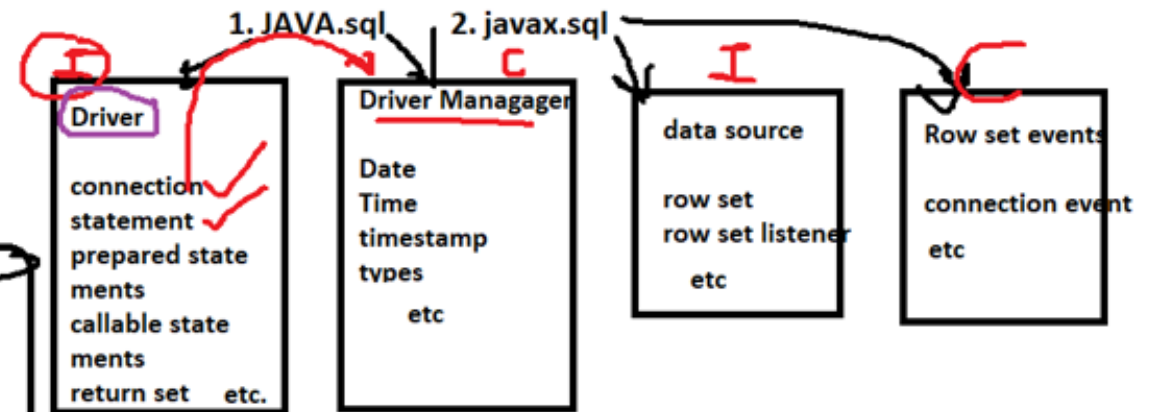 1. JAVA.sql
2. javax.sql
I
Driver
connection
statement
prepared state
ments
callable state
ments
return set etc.
C
Driver Managager
Date
Time
timestamp
types
etc
I
data source
row set
row set listener
etc
C
Row set events
connection event
etc